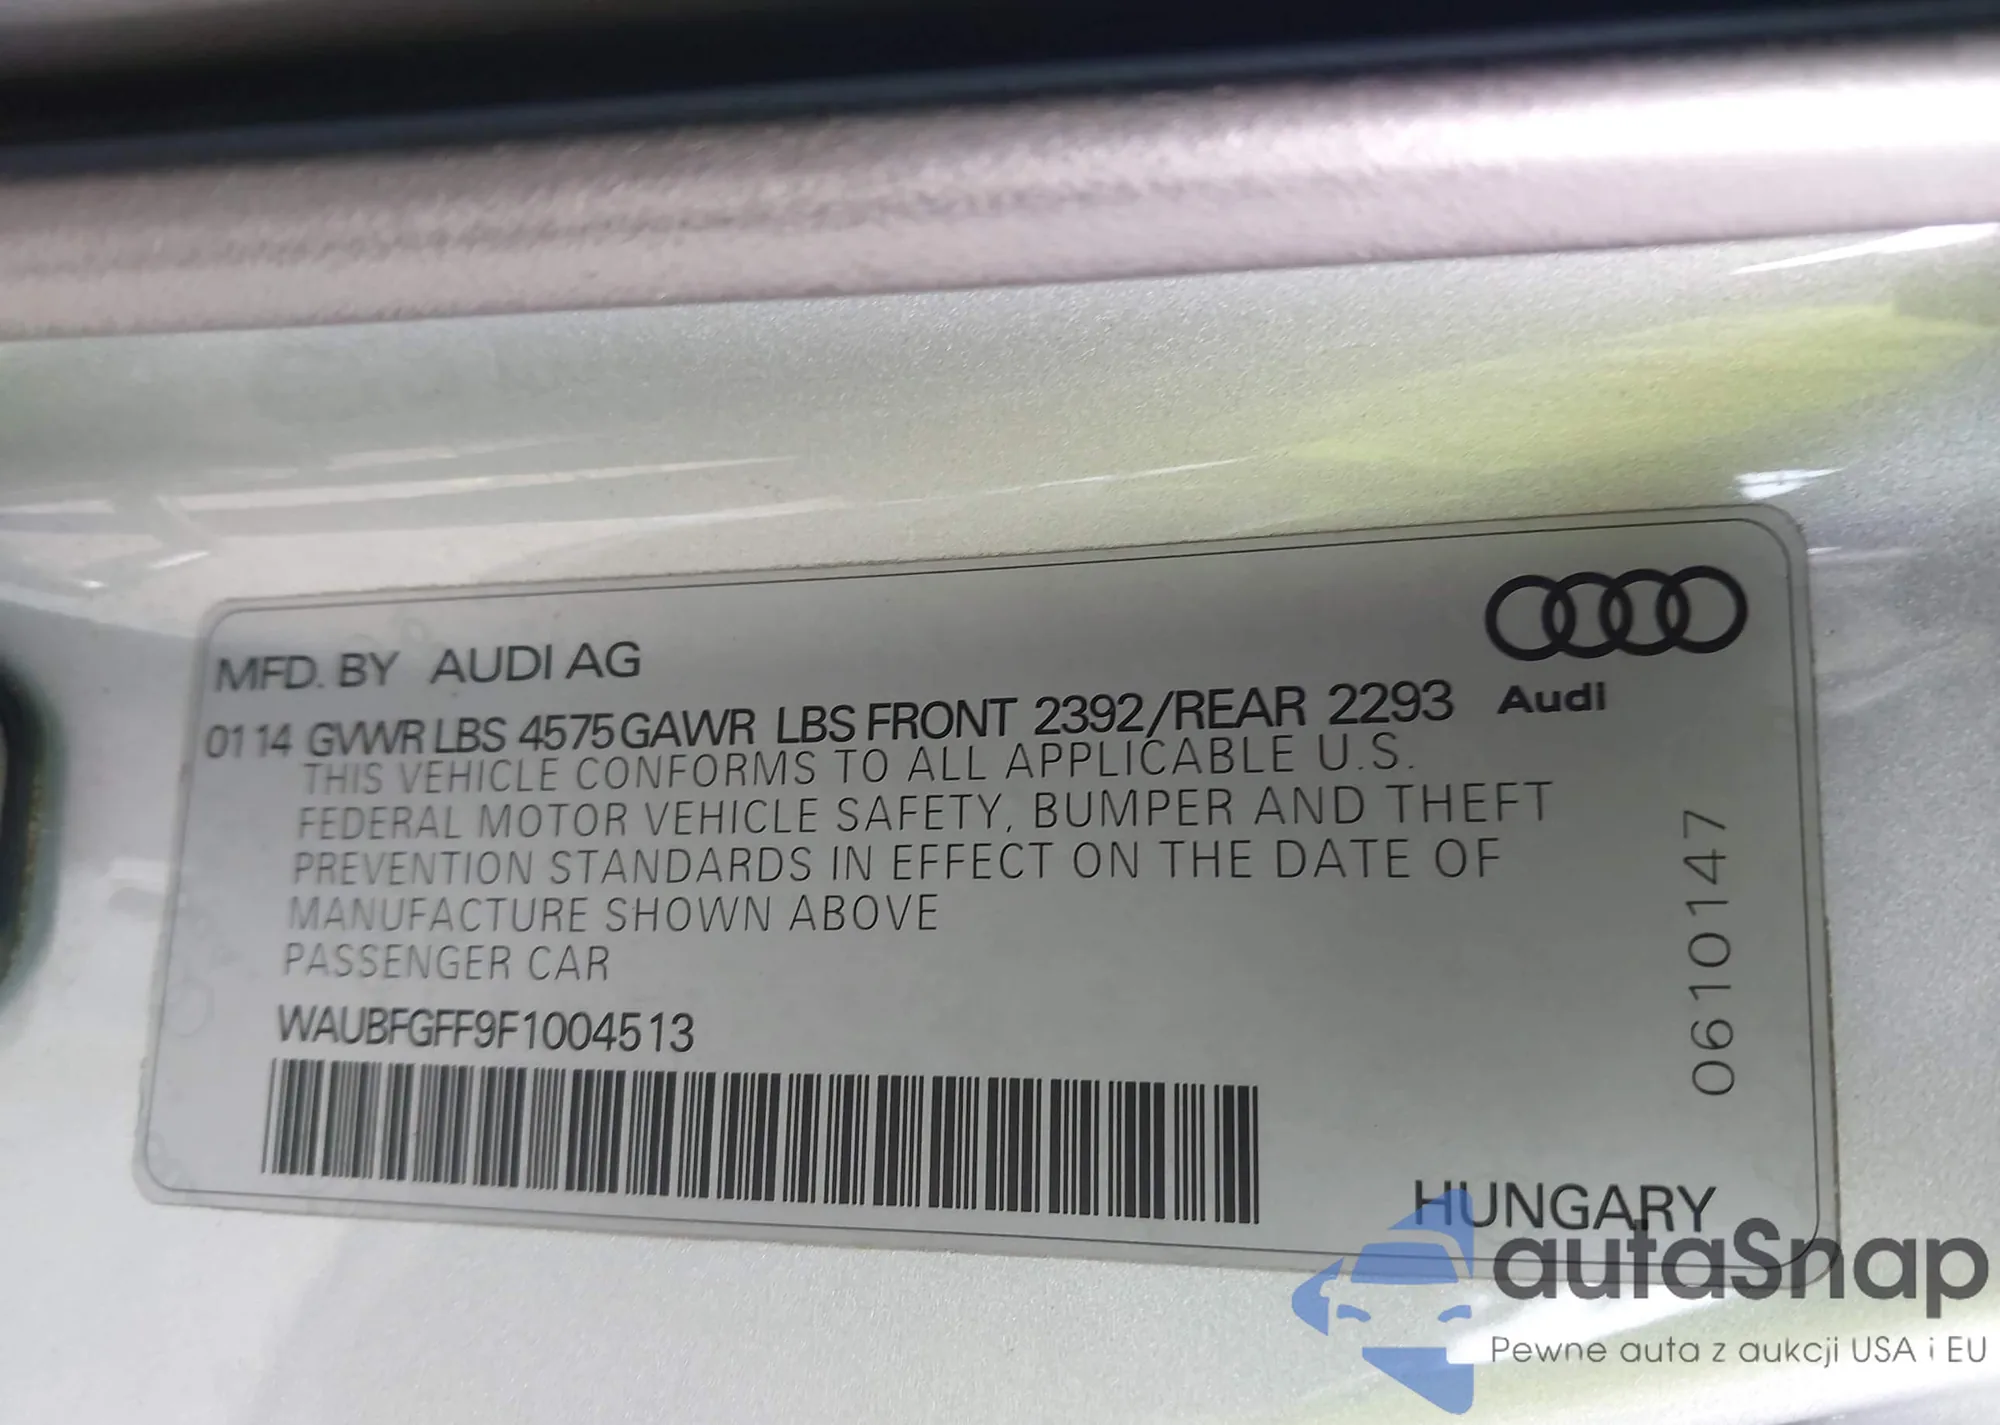 MFD. BY AUDI AG
0114 GVWR LBS 4575 GAWR LBS FRONT 2392/REAR 2293
Audi
THIS VEHICLE CONFORMS TO ALL APPLICABLE U.S.
FEDERAL MOTOR VEHICLE SAFETY, BUMPER AND THEFT
PREVENTION STANDARDS IN EFFECT ON THE DATE OF
MANUFACTURE SHOWN ABOVE
PASSENGER CAR
WAUBFGFF9F1004513
0610147
HUNGARY
autaSnap
Pewne auta z aukcji USA i EU